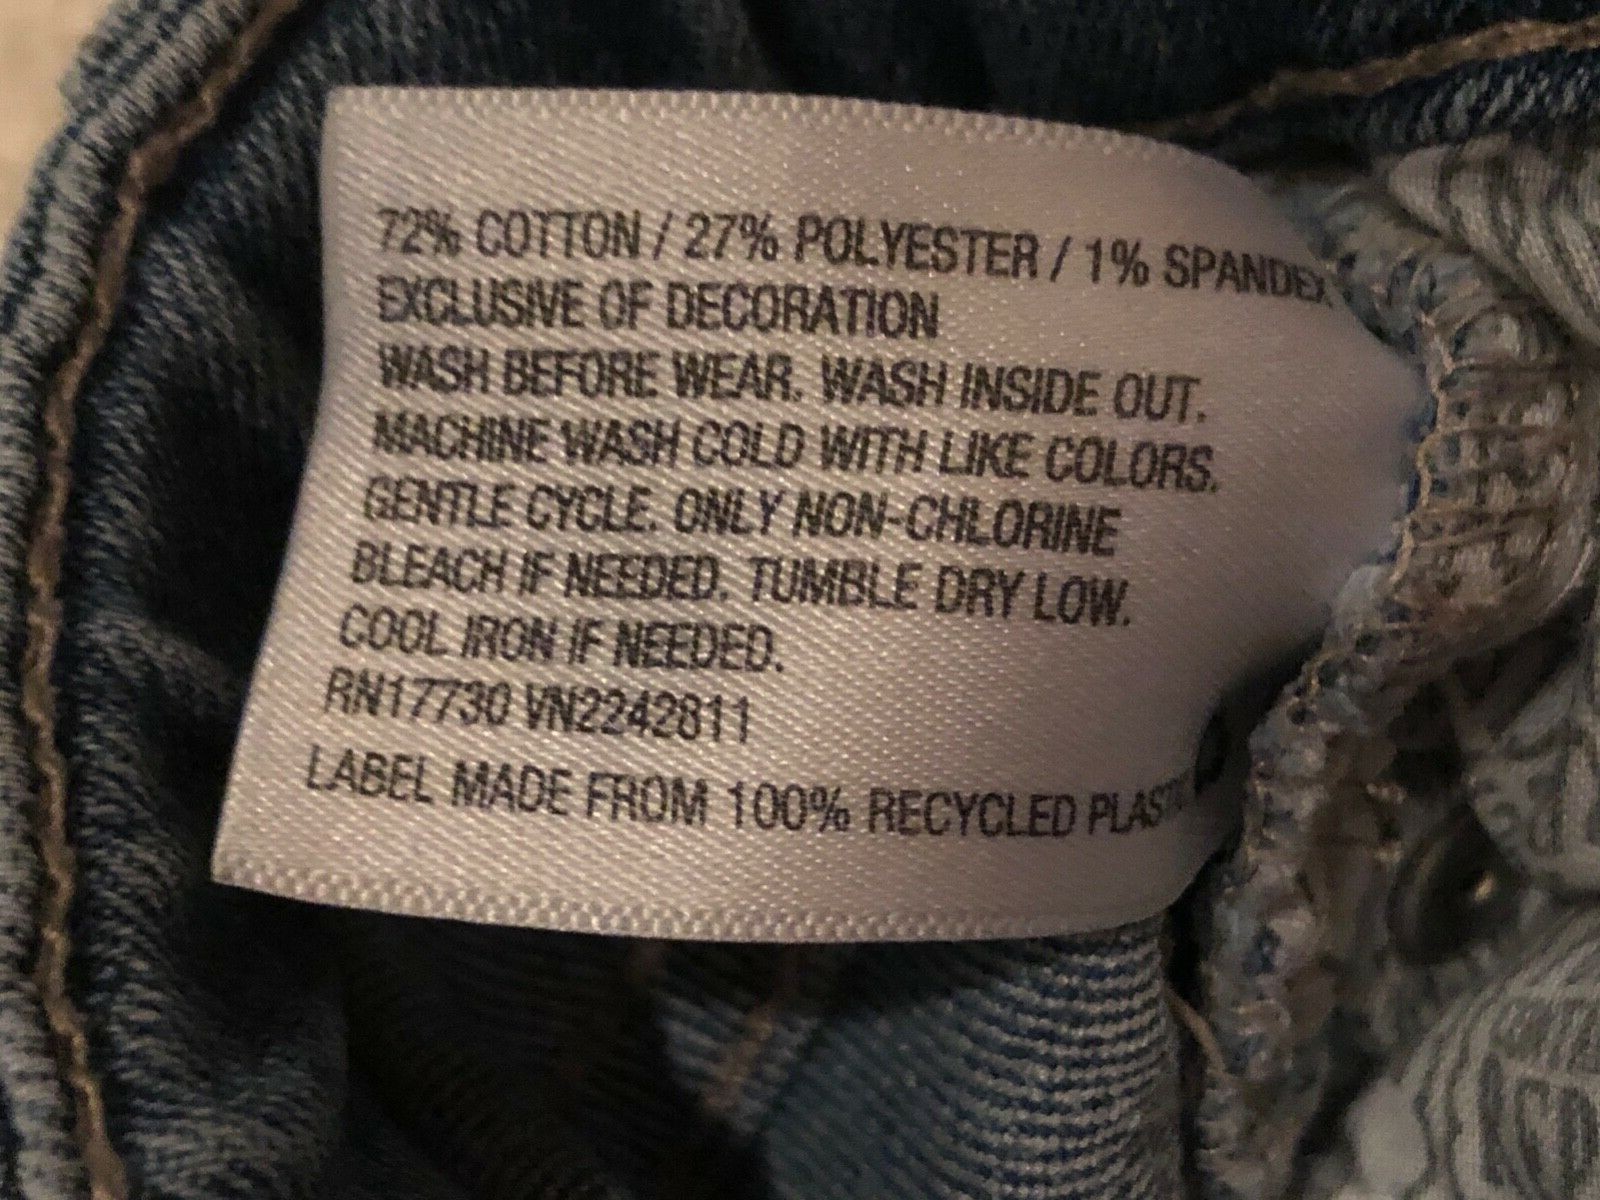 72% COTTON / 27% POLYESTER / 1% SPANDEX
EXCLUSIVE OF DECORATION
WASH BEFORE WEAR. WASH INSIDE OUT.
MACHINE WASH COLD WITH LIKE COLORS.
GENTLE CYCLE. ONLY NON-CHLORINE
BLEACH IF NEEDED. TUMBLE DRY LOW.
COOL IRON IF NEEDED.
RN17730 VN2242811
LABEL MADE FROM 100% RECYCLED PLASTIC